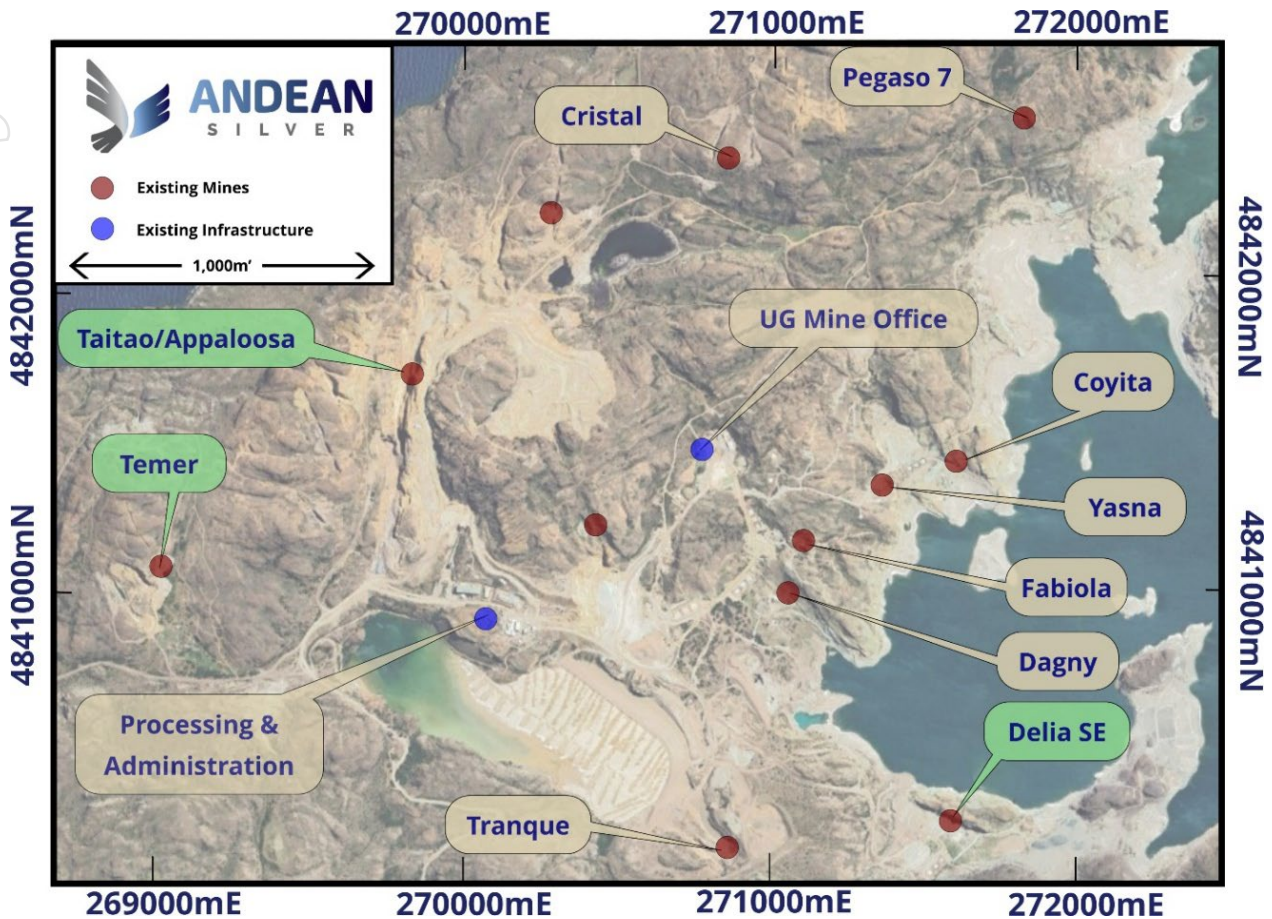 270000mE
271000mE
272000mE
ANDEAN
SILVER
Existing Mines
Existing Infrastructure
1,000m'
Pegaso 7
Cristal
4842000mN
4842000mN
UG Mine Office
Taitao/Appaloosa
Coyita
Temer
Yasna
4841000mN
4841000mN
Fabiola
Dagny
Processing &
Administration
Delia SE
Tranque
269000mE
270000mE
271000mE
272000mE